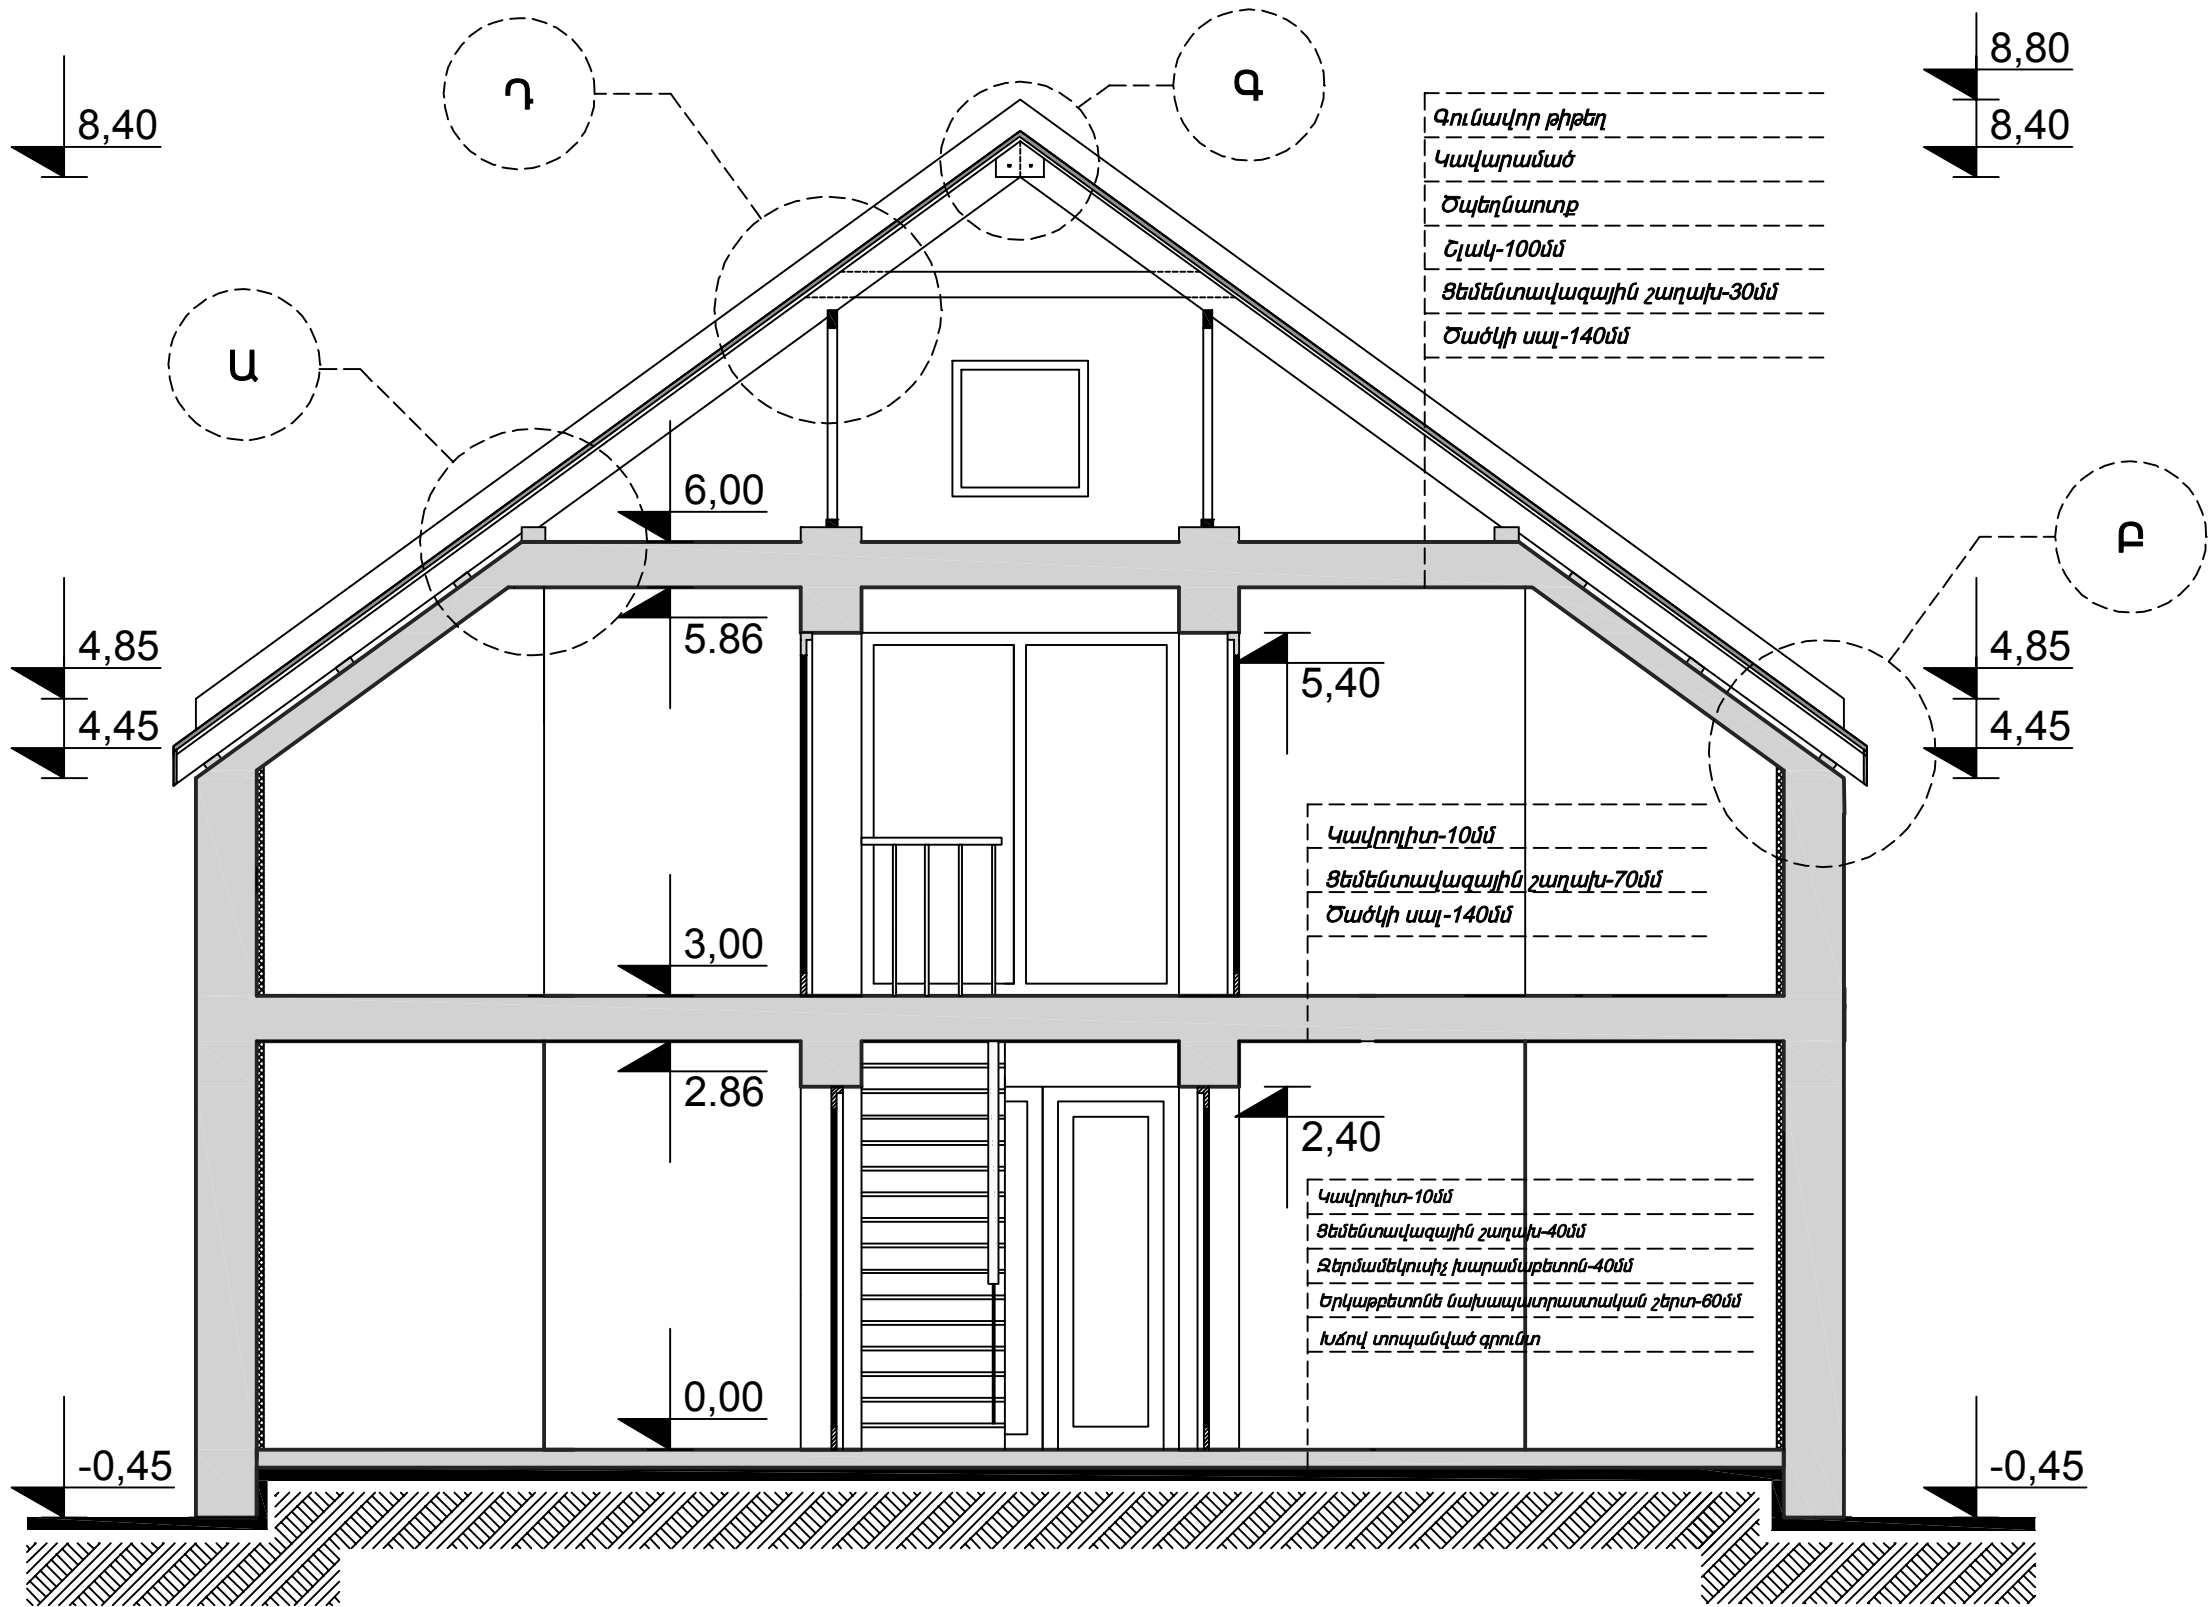 8,80
Դ
Գ
8,40
8,40
Գունավոր թիթեղ
Կավարամած
Ծպեղնաոտք
Շլակ-100մմ
Ցեմենտավազային շաղախ-30մմ
Ծածկի սալ-140մմ
Ա
6,00
Բ
5.86
4,85
4,85
5,40
4,45
4,45
Կավրոլիտ-10մմ
Ցեմենտավազային շաղախ-70մմ
Ծածկի սալ-140մմ
3,00
2.86
2,40
Կավրոլիտ-10մմ
Ցեմենտավազային շաղախ-40մմ
Ջերմամեկուսիչ խարամաբետոն-40մմ
Երկաթբետոնե նախապատրաստական շերտ-60մմ
Խճով տոպանված գրունտ
0,00
-0,45
-0,45